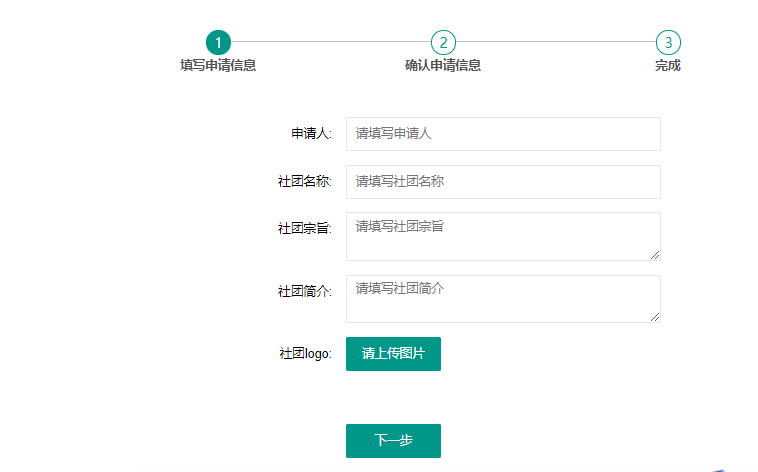 1 2 3
填写申请信息 确认申请信息 完成
申请人: 请填写申请人
社团名称: 请填写社团名称
社团宗旨: 请填写社团宗旨
社团简介: 请填写社团简介
社团logo: 请上传图片
下一步